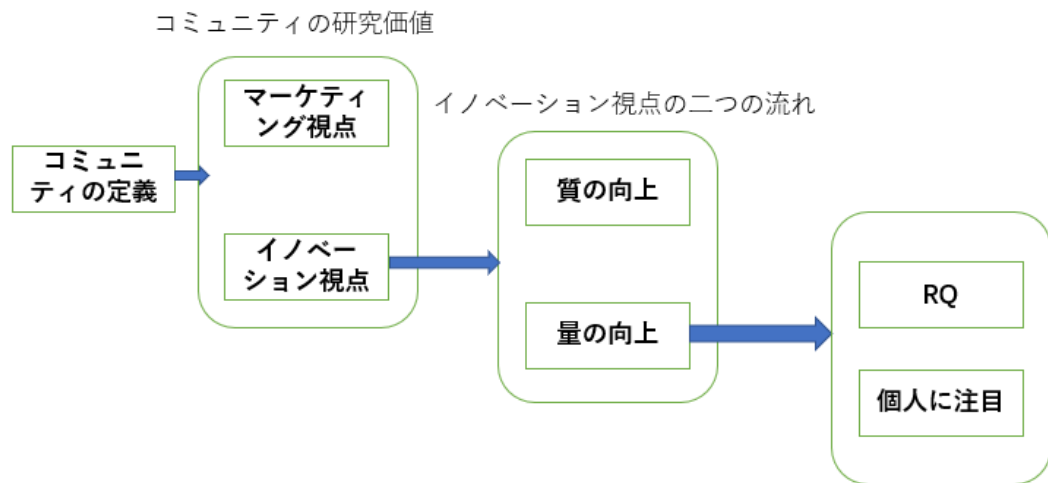 コミュニティの研究価値
マーケティ
ング視点
イノベーション視点の二つの流れ
コミュニ
ティの定義
質の向上
イノベー
ション視点
RQ
量の向上
個人に注目